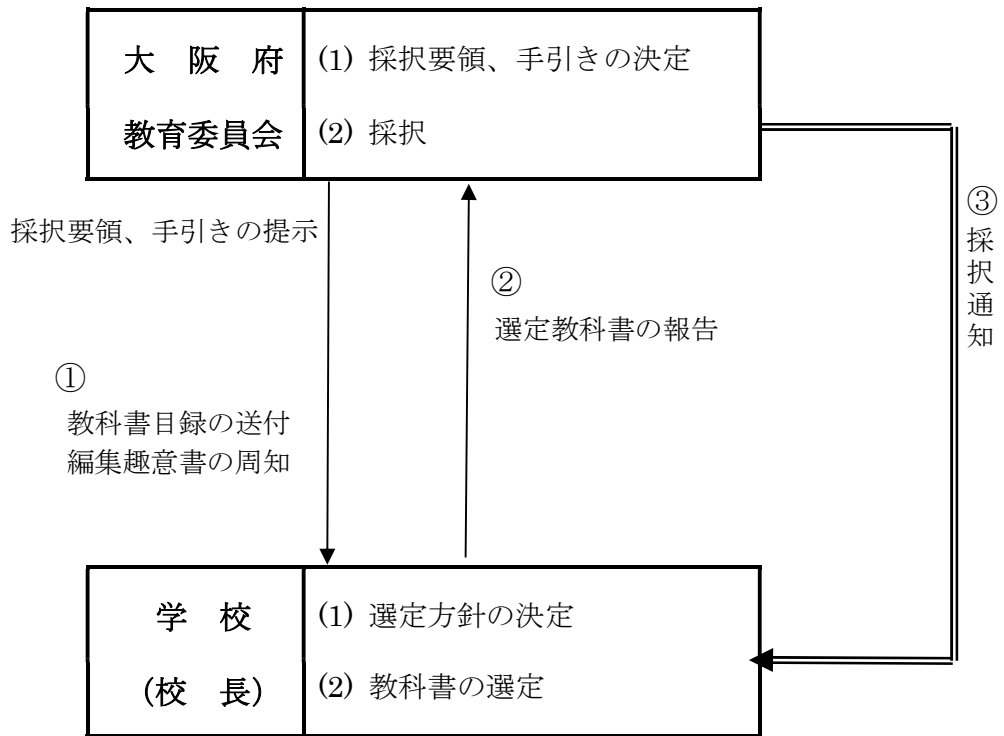 大 阪 府
教育委員会
(1) 採択要領、手引きの決定
(2) 採択
採択要領、手引きの提示
①
教科書目録の送付
編集趣意書の周知
②
選定教科書の報告
③
採択通知
学 校
(校 長)
(1) 選定方針の決定
(2) 教科書の選定